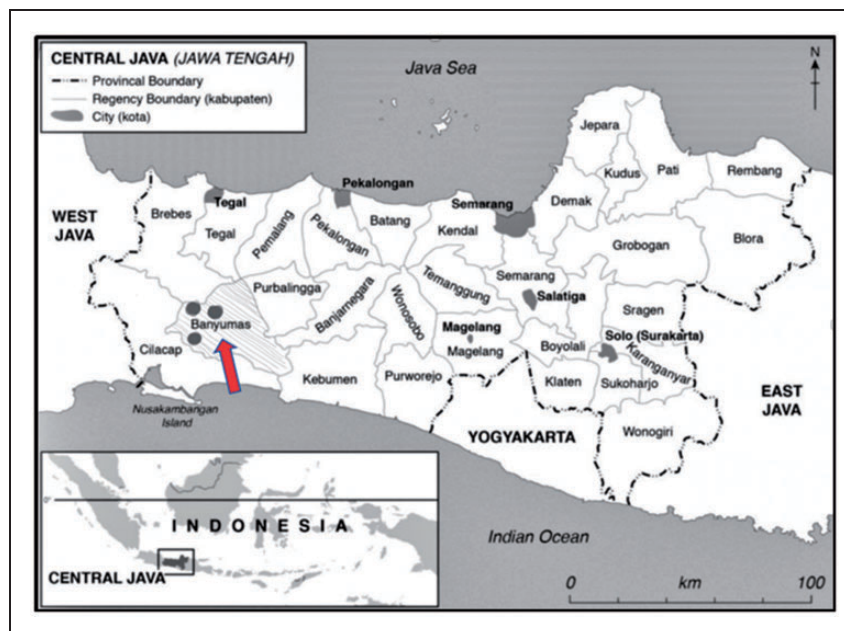 CENTRAL JAVA (JAWA TENGAH)
Provincal Boundary
Regency Boundary (kabupaten)
City (kota)
Java Sea
N
Jepara
Kudus
Pati
Rembang
Pekalongan
Semarang
Demak
Tegal
WEST
JAVA
Brebes
Tegal
Pemalang
Pekalongan
Batang
Kendal
Grobogan
Blora
Purbalingga
Banjarnegara
Wonosobo
Temanggung
Semarang
Salatiga
Sragen
Banyumas
Magelang
Magelang
Boyolali
Solo (Surakarta)
Karanganyar
Cilacap
Kebumen
Purworejo
Klaten
Sukoharjo
EAST
JAVA
Nusakambangan
Island
YOGYAKARTA
Wonogiri
INDONESIA
CENTRAL JAVA
Indian Ocean
0 km 100